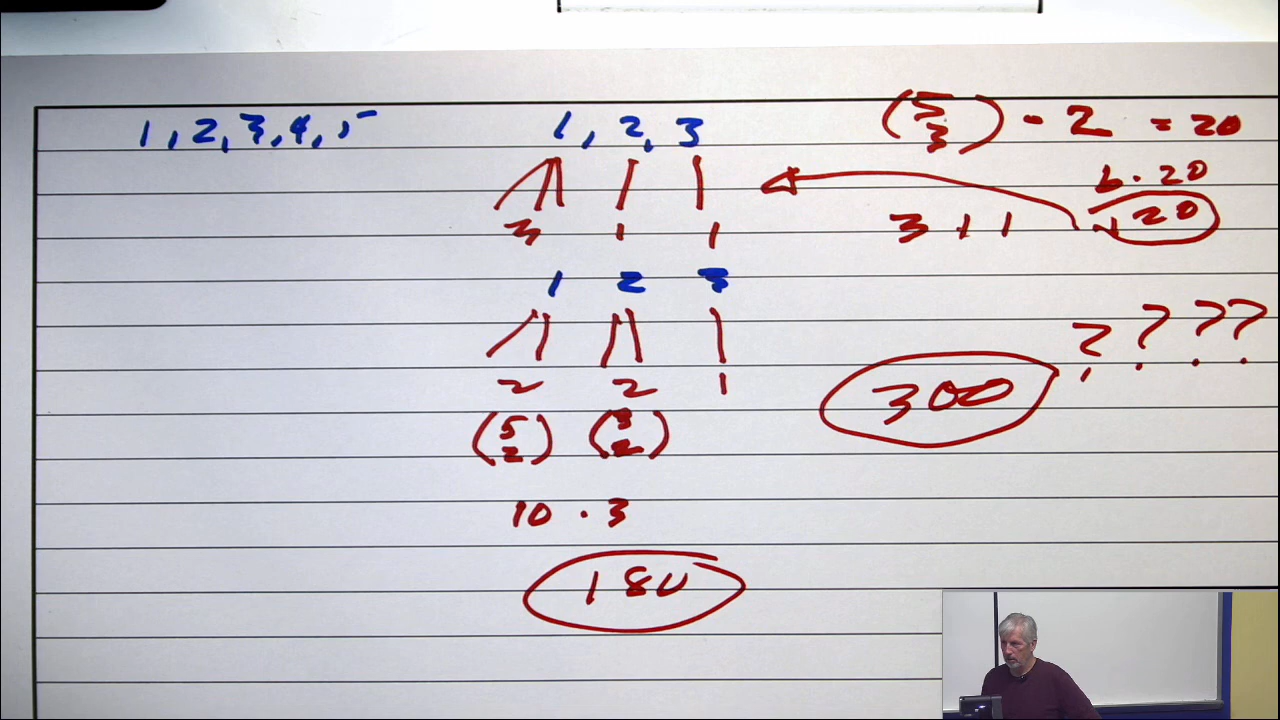 1, 2, 3, 4, 5
1, 2, 3
(5 3) - 2 = 20
6 · 20
3 1 1
120
3 1 1
1 2 3
? ? ? ?
2 2 1
300
(5 2) (3 2)
10 · 3
180